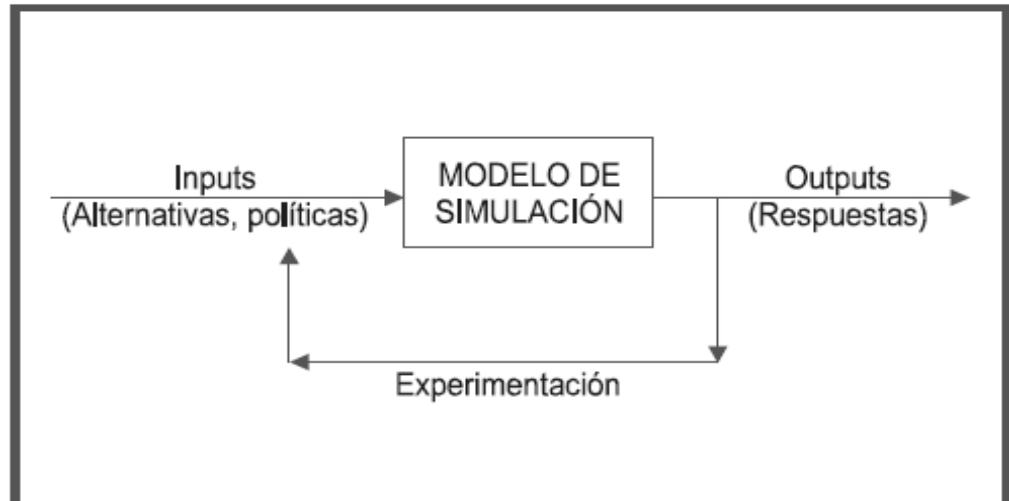 Inputs
(Alternativas, políticas)
MODELO DE
SIMULACIÓN
Outputs
(Respuestas)
Experimentación